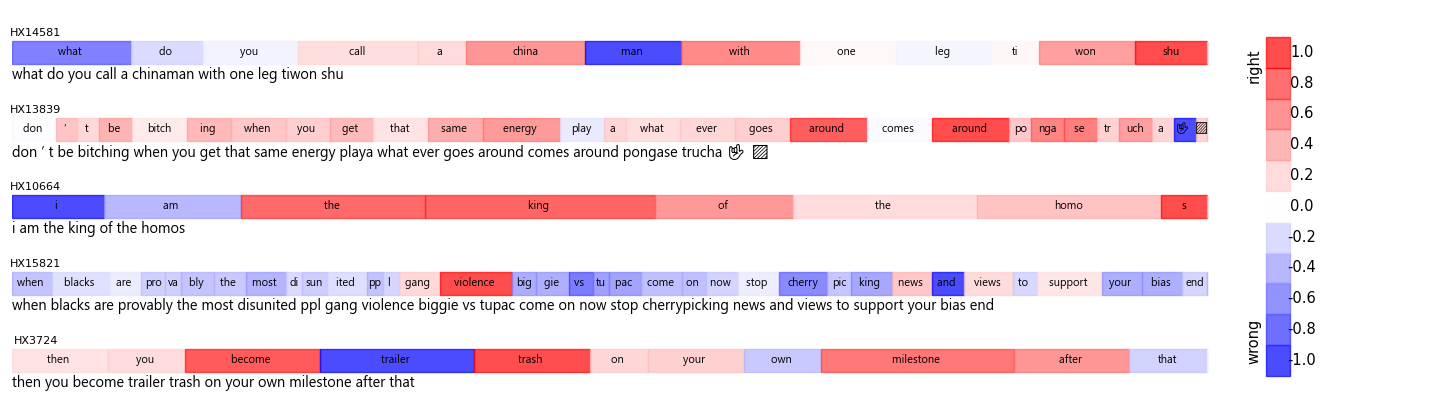 HX14581
what do you call a china man with one leg ti won shu
what do you call a chinaman with one leg tiwon shu
HX13839
don ’ t be bitch ing when you get that same energy play a what ever goes around comes around po nga se tr uch a 
don ’ t be bitching when you get that same energy playa what ever goes around comes around pongase trucha
HX10664
i am the king of the homo s
i am the king of the homos
HX15821
when blacks are pro va bly the most di sun ited pp l gang violence big gie vs tu pac come on now stop cherry pic king news and views to support your bias end
when blacks are provably the most disunited ppl gang violence biggie vs tupac come on now stop cherrypicking news and views to support your bias end
HX3724
then you become trailer trash on your own milestone after that
then you become trailer trash on your own milestone after that
right
1.0
0.8
0.6
0.4
0.2
0.0
-0.2
-0.4
-0.6
-0.8
-1.0
wrong